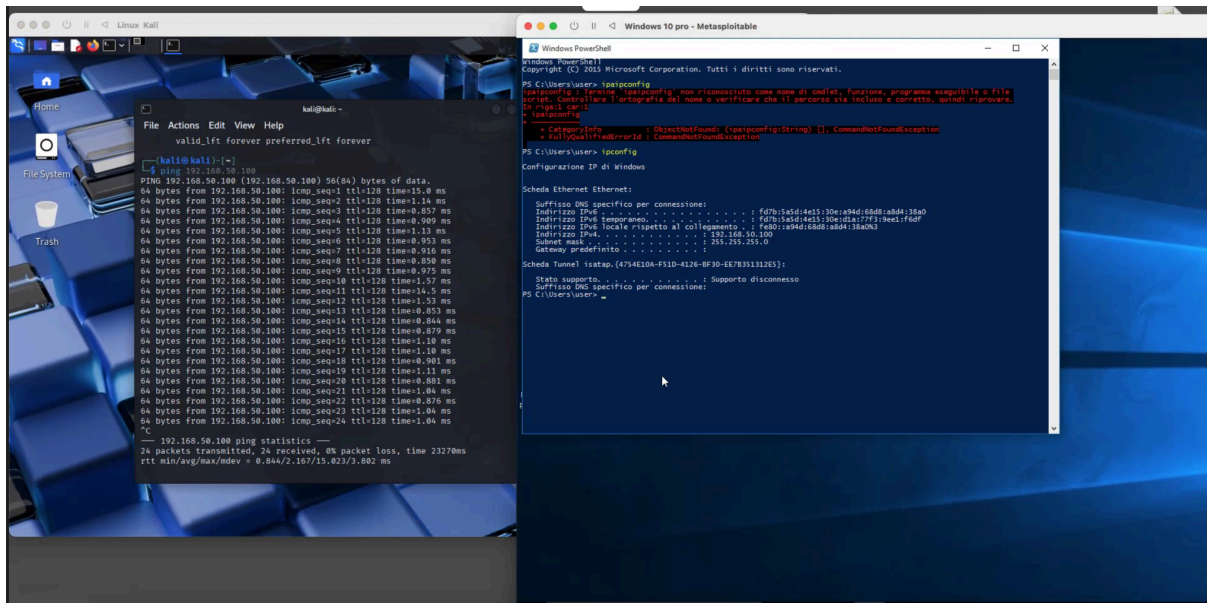 Linux Kali
Home
File System
Trash
kali@kali: ~
File Actions Edit View Help
valid_lft forever preferred_lft forever
(kali㉿kali)-[~]
$ ping 192.168.50.100
PING 192.168.50.100 (192.168.50.100) 56(84) bytes of data.
64 bytes from 192.168.50.100: icmp_seq=1 ttl=128 time=15.0 ms
64 bytes from 192.168.50.100: icmp_seq=2 ttl=128 time=1.14 ms
64 bytes from 192.168.50.100: icmp_seq=3 ttl=128 time=0.857 ms
64 bytes from 192.168.50.100: icmp_seq=4 ttl=128 time=0.909 ms
64 bytes from 192.168.50.100: icmp_seq=5 ttl=128 time=1.13 ms
64 bytes from 192.168.50.100: icmp_seq=6 ttl=128 time=0.953 ms
64 bytes from 192.168.50.100: icmp_seq=7 ttl=128 time=0.916 ms
64 bytes from 192.168.50.100: icmp_seq=8 ttl=128 time=0.850 ms
64 bytes from 192.168.50.100: icmp_seq=9 ttl=128 time=0.975 ms
64 bytes from 192.168.50.100: icmp_seq=10 ttl=128 time=1.57 ms
64 bytes from 192.168.50.100: icmp_seq=11 ttl=128 time=14.5 ms
64 bytes from 192.168.50.100: icmp_seq=12 ttl=128 time=1.53 ms
64 bytes from 192.168.50.100: icmp_seq=13 ttl=128 time=0.853 ms
64 bytes from 192.168.50.100: icmp_seq=14 ttl=128 time=0.844 ms
64 bytes from 192.168.50.100: icmp_seq=15 ttl=128 time=0.879 ms
64 bytes from 192.168.50.100: icmp_seq=16 ttl=128 time=1.10 ms
64 bytes from 192.168.50.100: icmp_seq=17 ttl=128 time=1.10 ms
64 bytes from 192.168.50.100: icmp_seq=18 ttl=128 time=0.901 ms
64 bytes from 192.168.50.100: icmp_seq=19 ttl=128 time=1.11 ms
64 bytes from 192.168.50.100: icmp_seq=20 ttl=128 time=0.881 ms
64 bytes from 192.168.50.100: icmp_seq=21 ttl=128 time=1.04 ms
64 bytes from 192.168.50.100: icmp_seq=22 ttl=128 time=0.876 ms
64 bytes from 192.168.50.100: icmp_seq=23 ttl=128 time=1.04 ms
64 bytes from 192.168.50.100: icmp_seq=24 ttl=128 time=1.04 ms
^C
--- 192.168.50.100 ping statistics ---
24 packets transmitted, 24 received, 0% packet loss, time 23270ms
rtt min/avg/max/mdev = 0.844/2.167/15.023/3.802 ms
Windows 10 pro - Metasploitable
Windows PowerShell
Windows PowerShell
Copyright (C) 2015 Microsoft Corporation. Tutti i diritti sono riservati.
PS C:\Users\user> ipaipconfig
ipaipconfig : Termine 'ipaipconfig' non riconosciuto come nome di cmdlet, funzione, programma eseguibile o file
script. Controllare l'ortografia del nome o verificare che il percorso sia incluso e corretto, quindi riprovare.
In riga:1 car:1
+ ipaipconfig
+ ~~~~~~~~~~~
+ CategoryInfo : ObjectNotFound: (ipaipconfig:String) [], CommandNotFoundException
+ FullyQualifiedErrorId : CommandNotFoundException
PS C:\Users\user> ipconfig
Configurazione IP di Windows
Scheda Ethernet Ethernet:
Suffisso DNS specifico per connessione:
Indirizzo IPv6 . . . . . . . . . . . . . . . . . : fd7b:5a5d:4e15:30e:a94d:68d8:a8d4:38a0
Indirizzo IPv6 temporaneo. . . . . . . . . . . . : fd7b:5a5d:4e15:30e:d1a:77f3:9ee1:f6df
Indirizzo IPv6 locale rispetto al collegamento . : fe80::a94d:68d8:a8d4:38a0%3
Indirizzo IPv4. . . . . . . . . . . . : 192.168.50.100
Subnet mask . . . . . . . . . . . . . : 255.255.255.0
Gateway predefinito . . . . . . . . . :
Scheda Tunnel isatap.{4754E10A-F51D-4126-BF30-EE7B351312E5}:
Stato supporto. . . . . . . . . . . . : Supporto disconnesso
Suffisso DNS specifico per connessione:
PS C:\Users\user> _